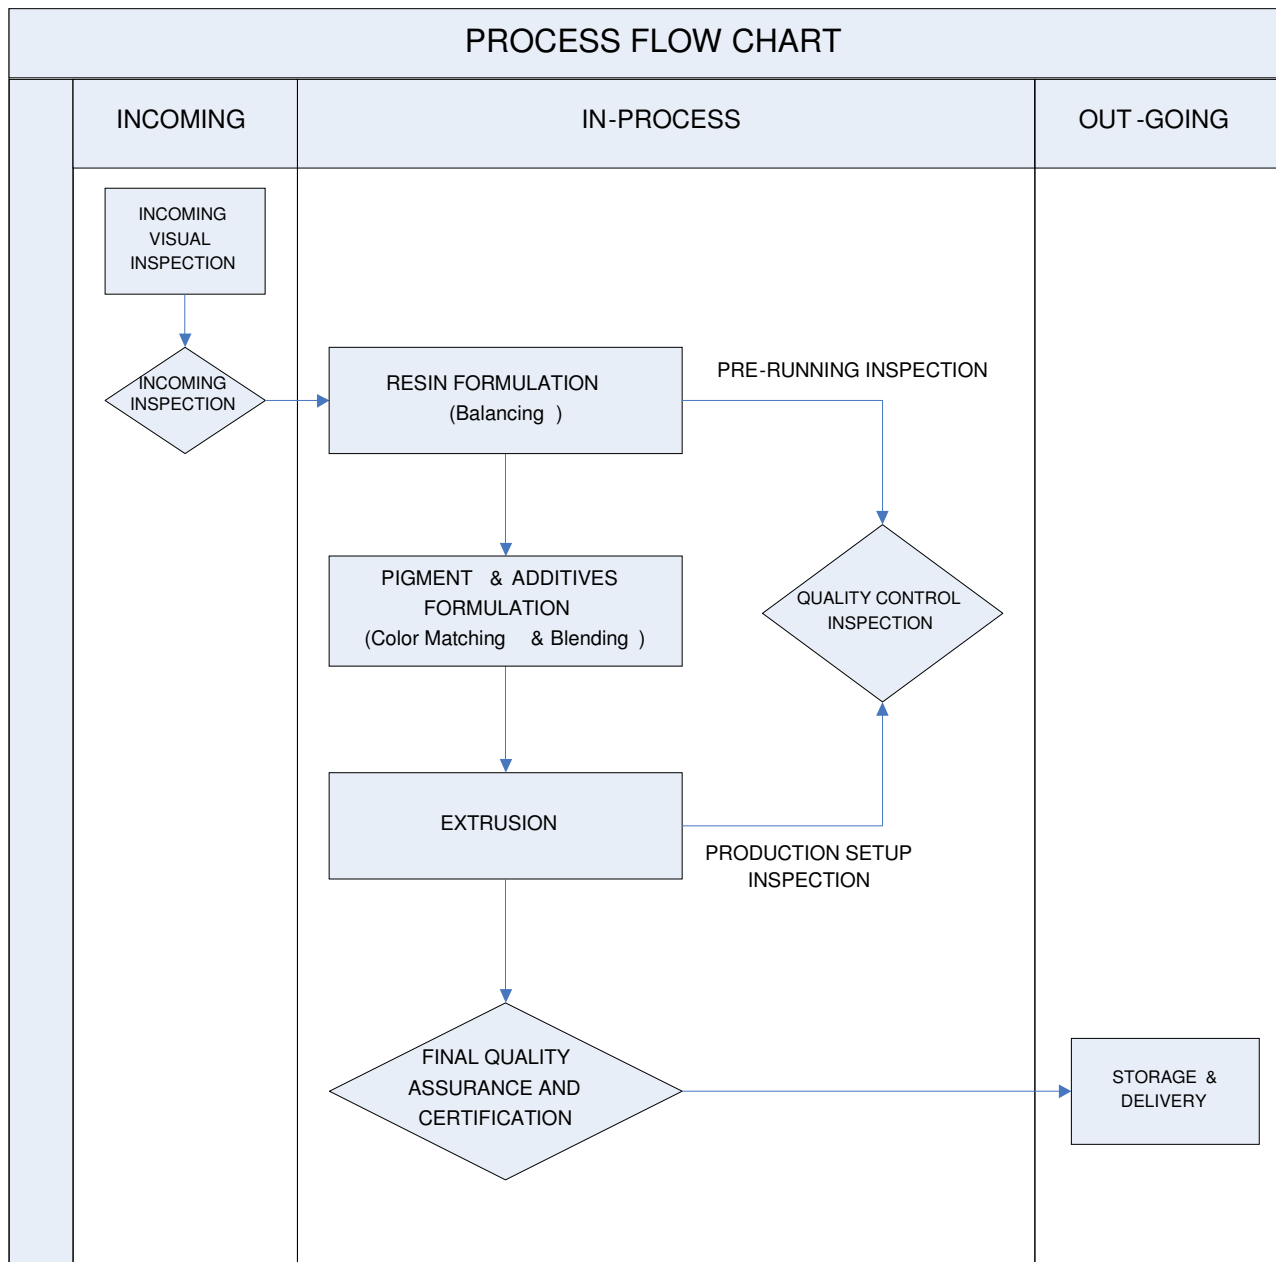 PROCESS FLOW CHART
INCOMING
IN-PROCESS
OUT -GOING
INCOMING
VISUAL
INSPECTION
INCOMING
INSPECTION
RESIN FORMULATION
(Balancing )
PRE-RUNNING INSPECTION
PIGMENT & ADDITIVES
FORMULATION
(Color Matching & Blending )
QUALITY CONTROL
INSPECTION
EXTRUSION
PRODUCTION SETUP
INSPECTION
FINAL QUALITY
ASSURANCE AND
CERTIFICATION
STORAGE &
DELIVERY